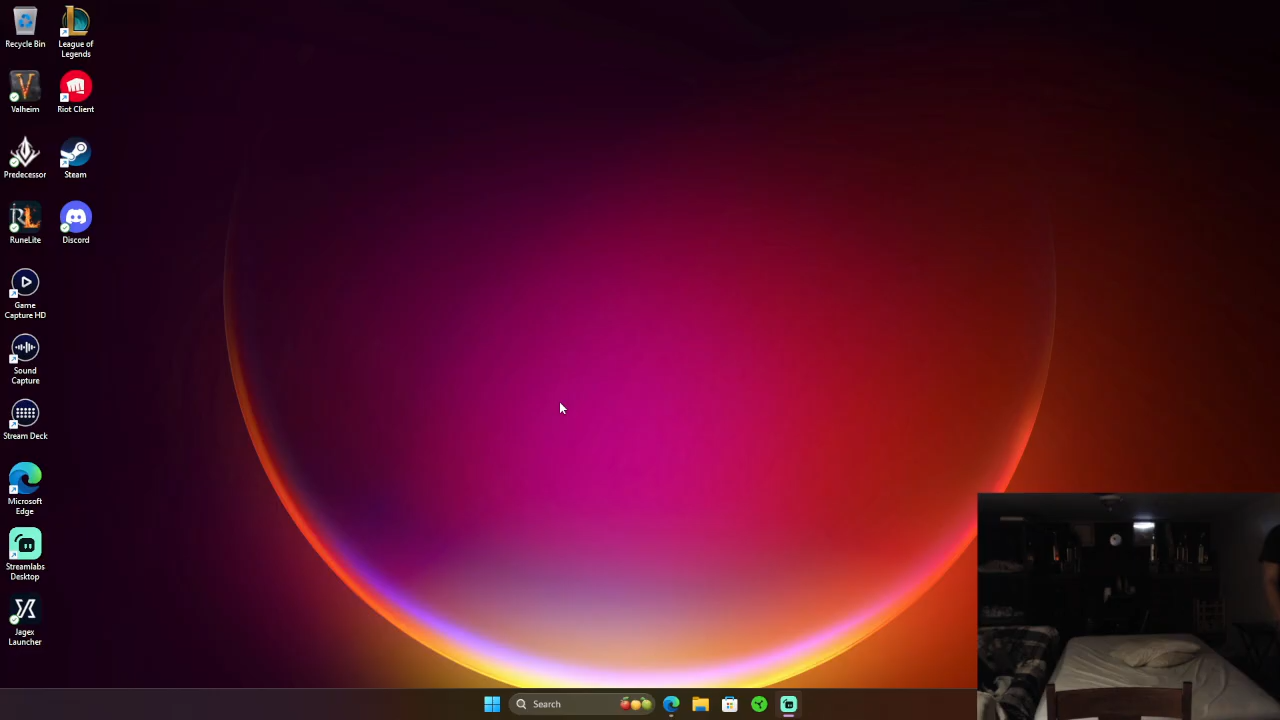 Recycle Bin
League of
Legends
Valheim
Riot Client
Predecessor
Steam
RuneLite
Discord
Game
Capture HD
Sound
Capture
Stream Deck
Microsoft
Edge
Streamlabs
Desktop
Jagex
Launcher
Search